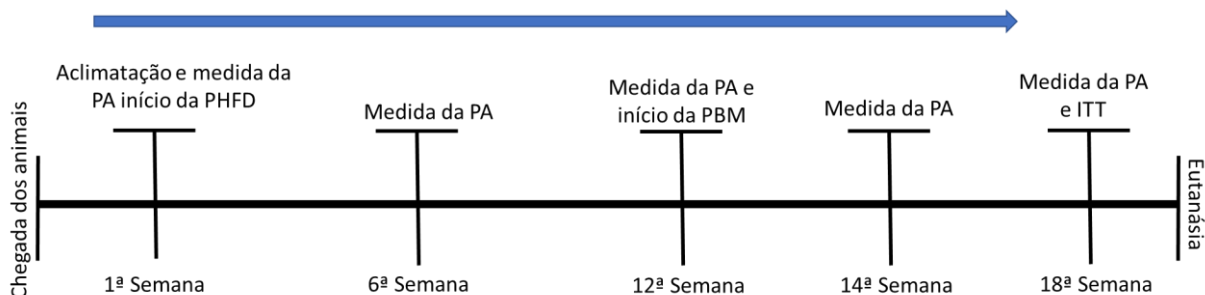 Chegada dos animais
Aclimatação e medida da
PA início da PHFD
Medida da PA
Medida da PA e
início da PBM
Medida da PA
Medida da PA
e ITT
Eutanásia
1ª Semana
6ª Semana
12ª Semana
14ª Semana
18ª Semana